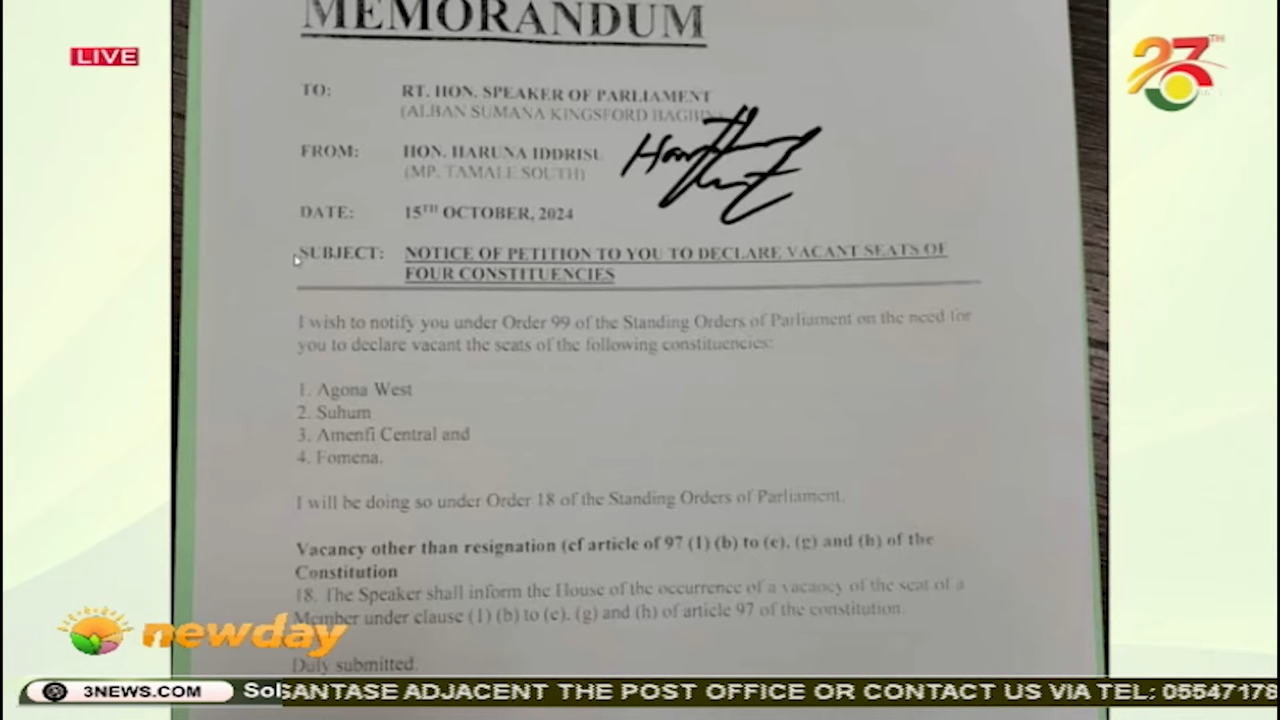 MEMORANDUM
LIVE
23TH
TO: RT. HON. SPEAKER OF PARLIAMENT
(ALBAN SUMANA KINGSFORD BAGBIN
FROM: HON. HARUNA IDDRISU
(MP. TAMALE SOUTH)
DATE: 15TH OCTOBER, 2024
SUBJECT: NOTICE OF PETITION TO YOU TO DECLARE VACANT SEATS OF
FOUR CONSTITUENCIES
I wish to notify you under Order 99 of the Standing Orders of Parliament on the need for
you to declare vacant the seats of the following constituencies:
1. Agona West
2. Suhum
3. Amenfi Central and
4. Fomena.
I will be doing so under Order 18 of the Standing Orders of Parliament.
Vacancy other than resignation (cf article of 97 (1) (b) to (e), (g) and (h) of the
Constitution
18. The Speaker shall inform the House of the occurrence of a vacancy of the seat of a
Member under clause (1) (b) to (e), (g) and (h) of article 97 of the constitution.
Duly submitted.
newday
3NEWS.COM SANTASE ADJACENT THE POST OFFICE OR CONTACT US VIA TEL: 05547178